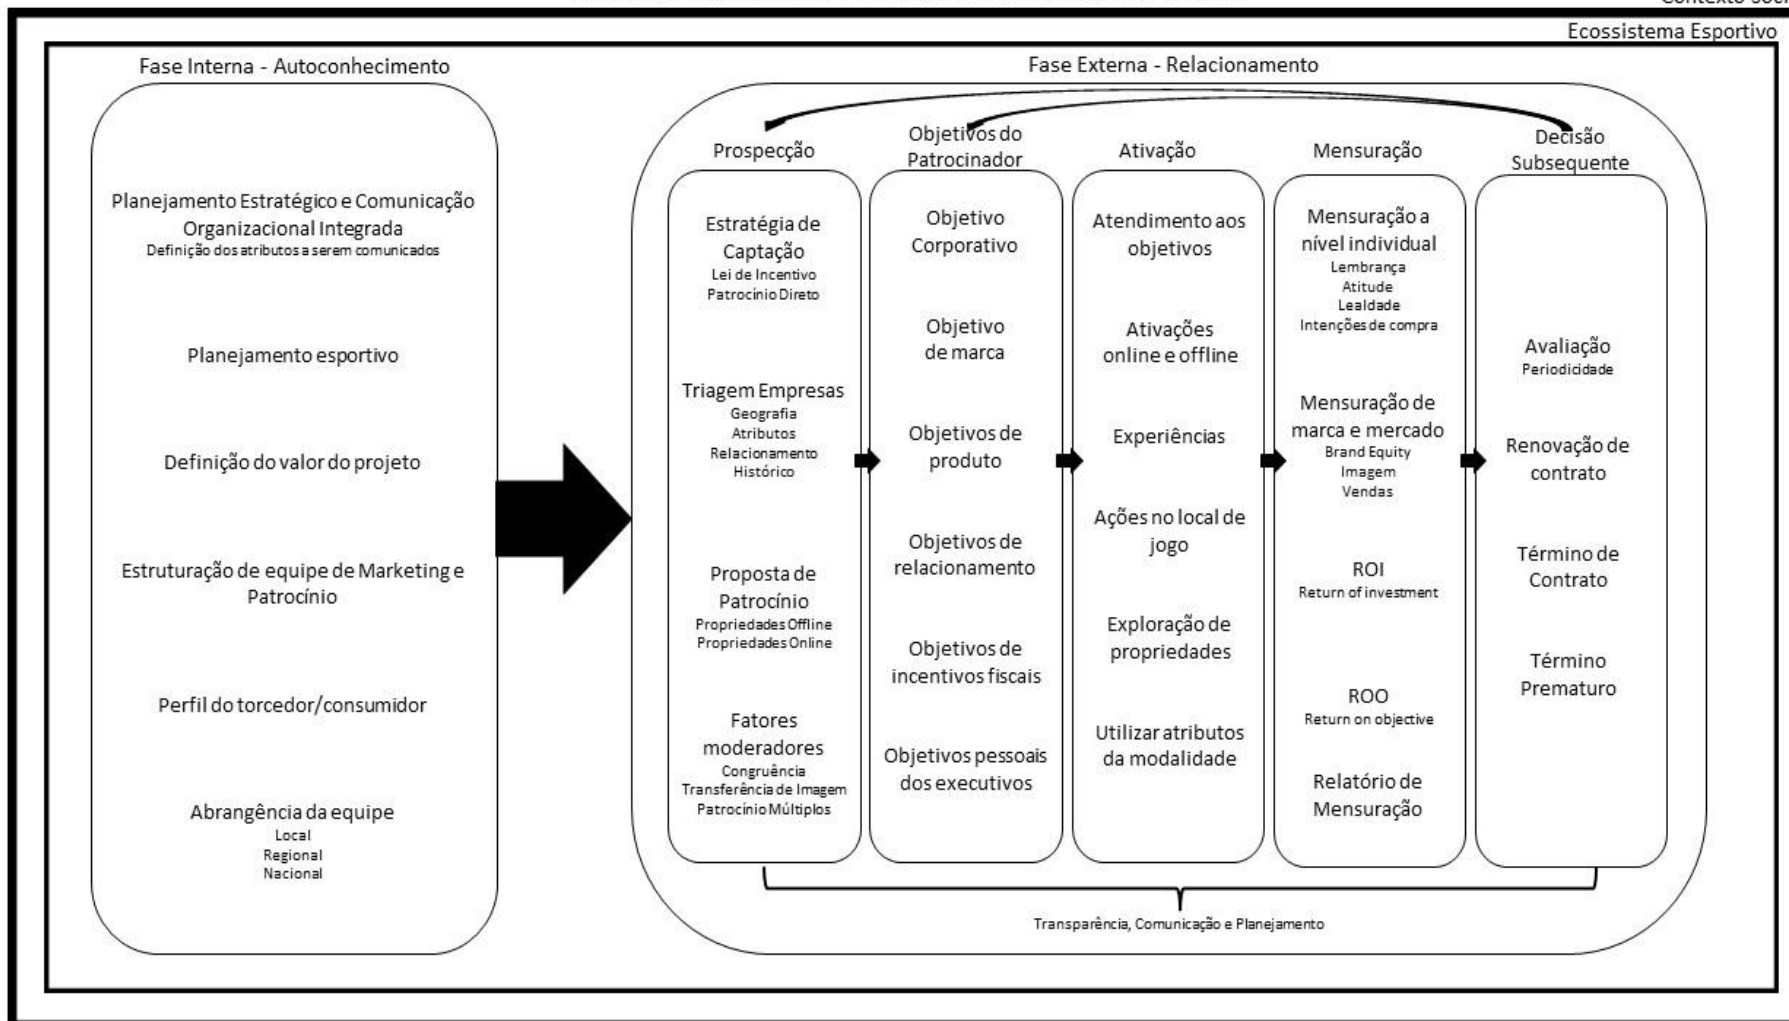 Ecossistema Esportivo
Fase Interna - Autoconhecimento
Planejamento Estratégico e Comunicação
Organizacional Integrada
Definição dos atributos a serem comunicados
Planejamento esportivo
Definição do valor do projeto
Estruturação de equipe de Marketing e
Patrocínio
Perfil do torcedor/consumidor
Abrangência da equipe
Local
Regional
Nacional
Fase Externa - Relacionamento
Prospecção
Estratégia de
Captação
Lei de Incentivo
Patrocínio Direto
Triagem Empresas
Geografia
Atributos
Relacionamento
Histórico
Proposta de
Patrocínio
Propriedades Offline
Propriedades Online
Fatores
moderadores
Congruência
Transferência de Imagem
Patrocínio Múltiplos
Objetivos do
Patrocinador
Objetivo
Corporativo
Objetivo
de marca
Objetivos de
produto
Objetivos de
relacionamento
Objetivos de
incentivos fiscais
Objetivos pessoais
dos executivos
Ativação
Atendimento aos
objetivos
Ativações
online e offline
Experiências
Ações no local de
jogo
Exploração de
propriedades
Utilizar atributos
da modalidade
Mensuração
Mensuração a
nível individual
Lembrança
Atitude
Lealdade
Intenções de compra
Mensuração de
marca e mercado
Brand Equity
Imagem
Vendas
ROI
Return of investment
ROO
Return on objective
Relatório de
Mensuração
Decisão
Subsequente
Avaliação
Periodicidade
Renovação de
contrato
Término de
Contrato
Término
Prematuro
Transparência, Comunicação e Planejamento